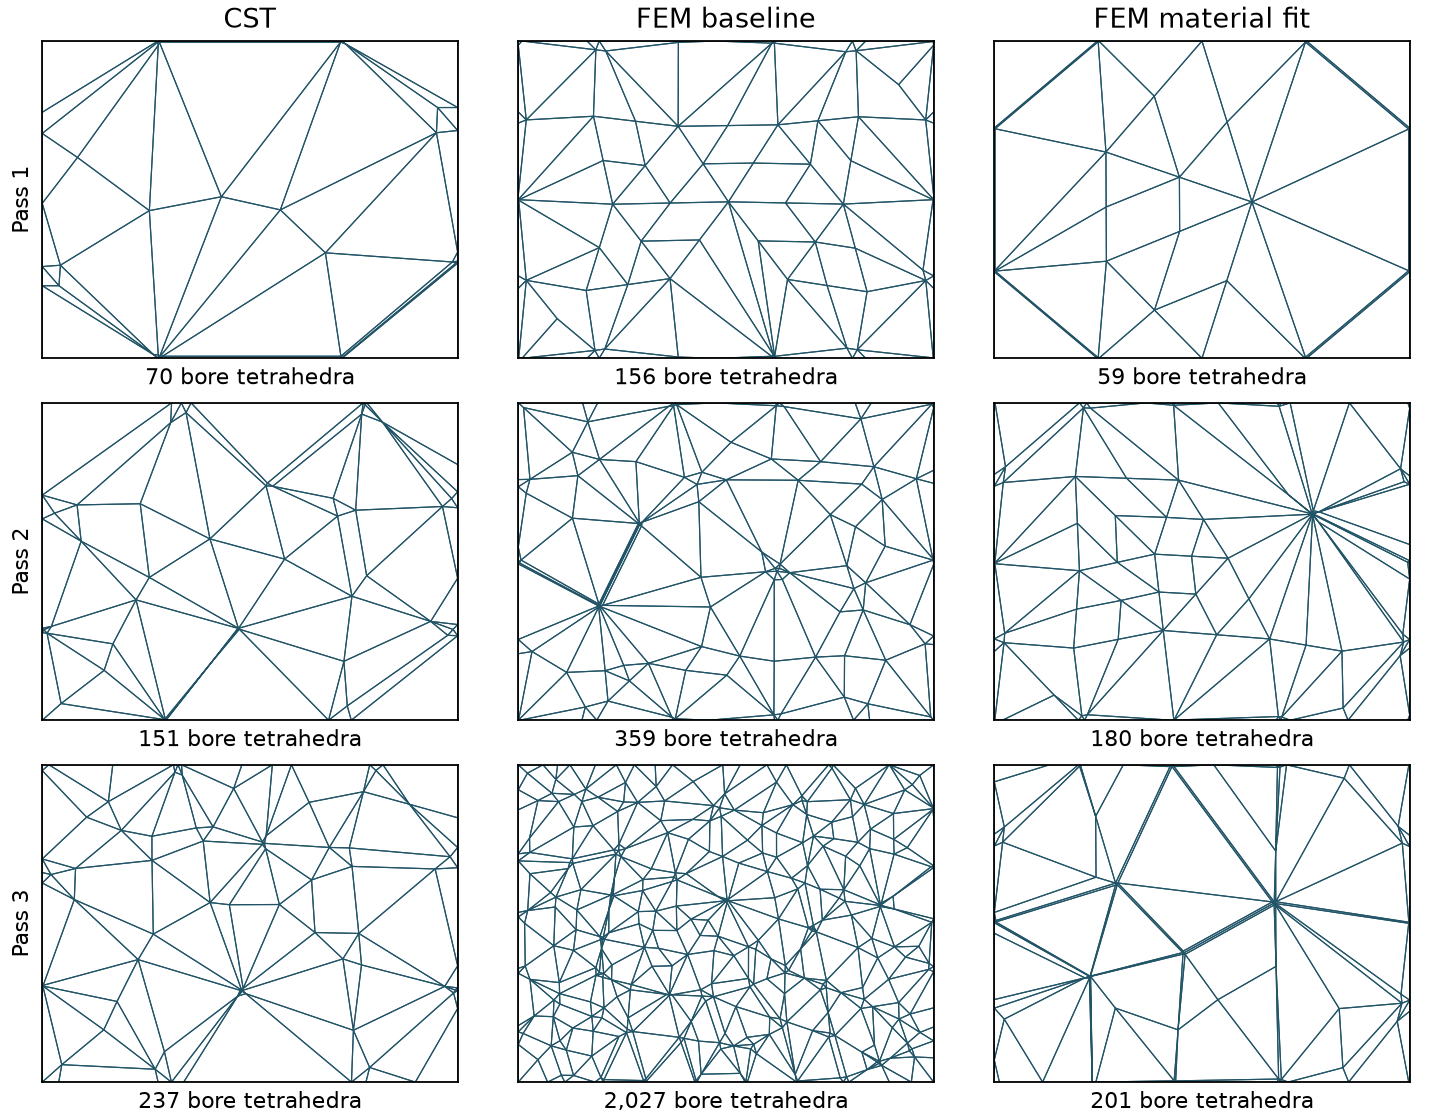 CST FEM baseline FEM material fit
Pass 1
70 bore tetrahedra 156 bore tetrahedra 59 bore tetrahedra
Pass 2
151 bore tetrahedra 359 bore tetrahedra 180 bore tetrahedra
Pass 3
237 bore tetrahedra 2,027 bore tetrahedra 201 bore tetrahedra